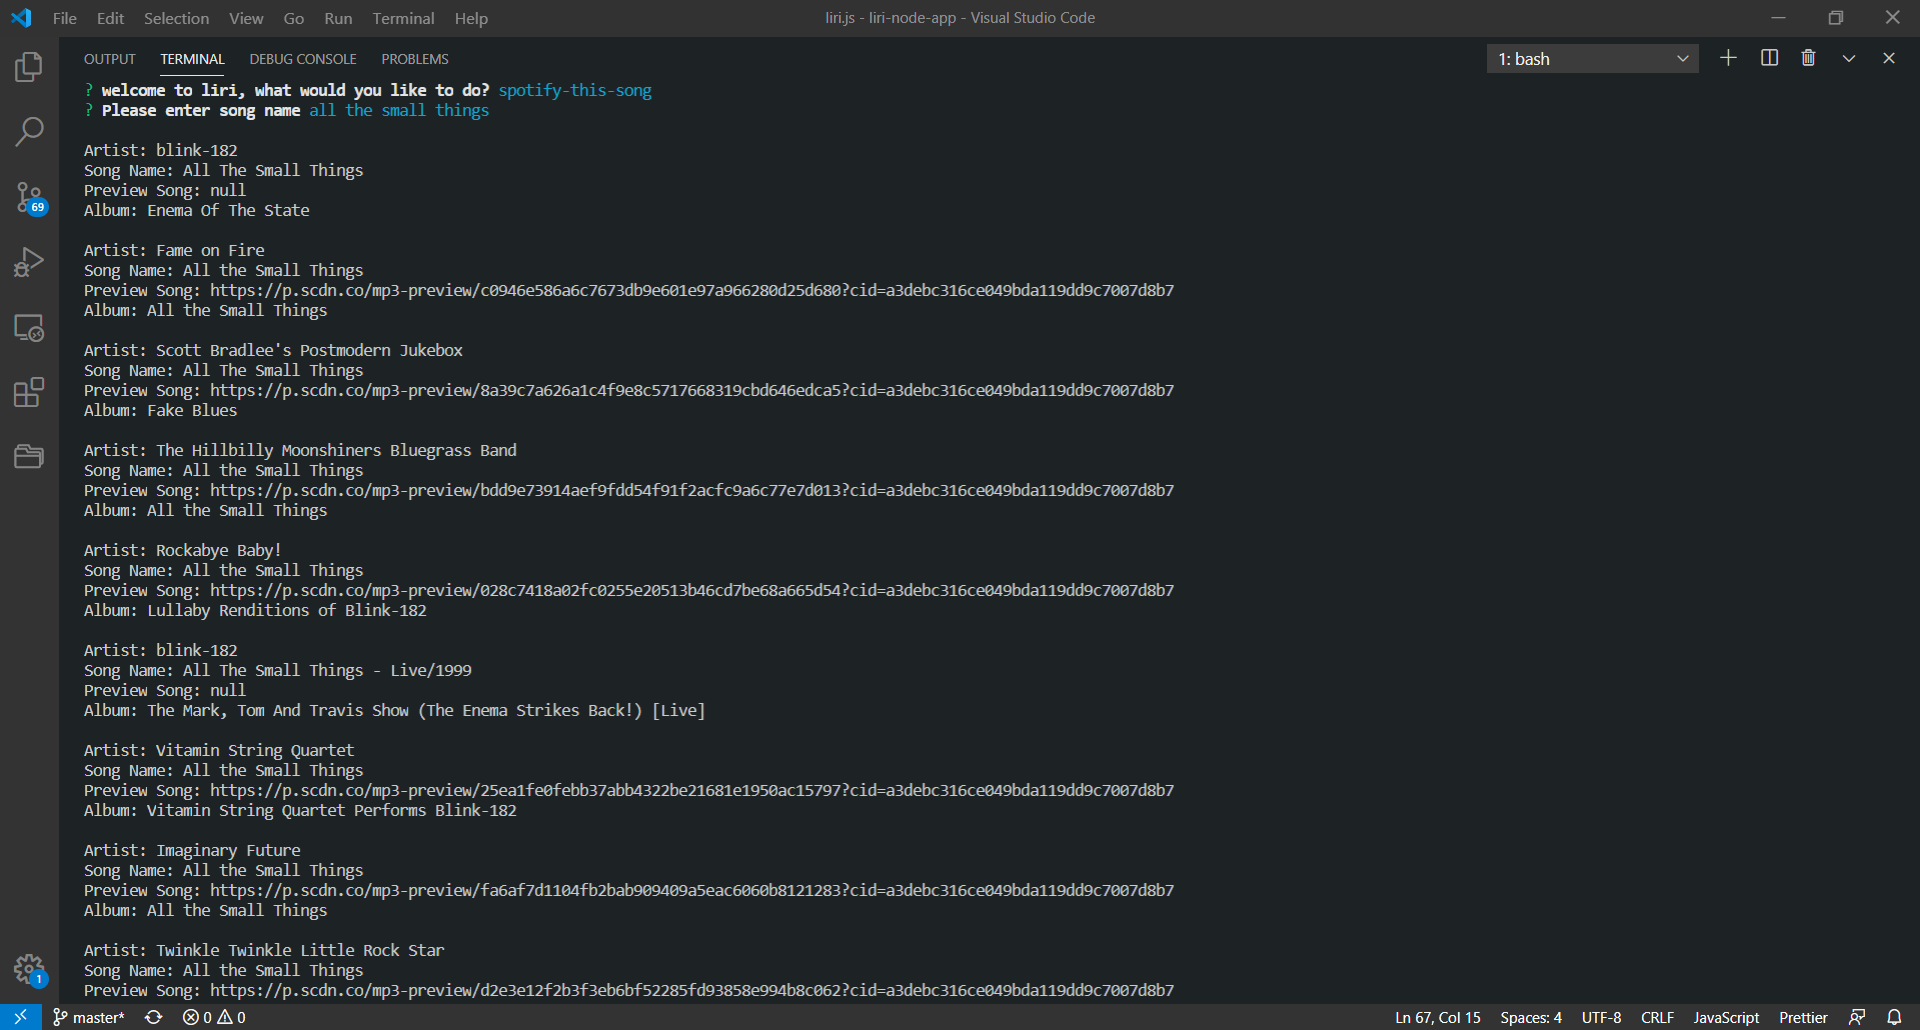 File Edit Selection View Go Run Terminal Help
liri.js - liri-node-app - Visual Studio Code
OUTPUT TERMINAL DEBUG CONSOLE PROBLEMS
1: bash
? welcome to liri, what would you like to do? spotify-this-song
? Please enter song name all the small things
Artist: blink-182
Song Name: All The Small Things
Preview Song: null
Album: Enema Of The State
Artist: Fame on Fire
Song Name: All the Small Things
Preview Song: https://p.scdn.co/mp3-preview/c0946e586a6c7673db9e601e97a966280d25d680?cid=a3debc316ce049bda119dd9c7007d8b7
Album: All the Small Things
Artist: Scott Bradlee's Postmodern Jukebox
Song Name: All The Small Things
Preview Song: https://p.scdn.co/mp3-preview/8a39c7a626a1c4f9e8c5717668319cbd646edca5?cid=a3debc316ce049bda119dd9c7007d8b7
Album: Fake Blues
Artist: The Hillbilly Moonshiners Bluegrass Band
Song Name: All the Small Things
Preview Song: https://p.scdn.co/mp3-preview/bdd9e73914aef9fdd54f91f2acfc9a6c77e7d013?cid=a3debc316ce049bda119dd9c7007d8b7
Album: All the Small Things
Artist: Rockabye Baby!
Song Name: All the Small Things
Preview Song: https://p.scdn.co/mp3-preview/028c7418a02fc0255e20513b46cd7be68a665d54?cid=a3debc316ce049bda119dd9c7007d8b7
Album: Lullaby Renditions of Blink-182
Artist: blink-182
Song Name: All The Small Things - Live/1999
Preview Song: null
Album: The Mark, Tom And Travis Show (The Enema Strikes Back!) [Live]
Artist: Vitamin String Quartet
Song Name: All the Small Things
Preview Song: https://p.scdn.co/mp3-preview/25ea1fe0febb37abb4322be21681e1950ac15797?cid=a3debc316ce049bda119dd9c7007d8b7
Album: Vitamin String Quartet Performs Blink-182
Artist: Imaginary Future
Song Name: All the Small Things
Preview Song: https://p.scdn.co/mp3-preview/fa6af7d1104fb2bab909409a5eac6060b8121283?cid=a3debc316ce049bda119dd9c7007d8b7
Album: All the Small Things
Artist: Twinkle Twinkle Little Rock Star
Song Name: All the Small Things
Preview Song: https://p.scdn.co/mp3-preview/d2e3e12f2b3f3eb6bf52285fd93858e994b8c062?cid=a3debc316ce049bda119dd9c7007d8b7
69
1
master* 0 0
Ln 67, Col 15 Spaces: 4 UTF-8 CRLF JavaScript Prettier